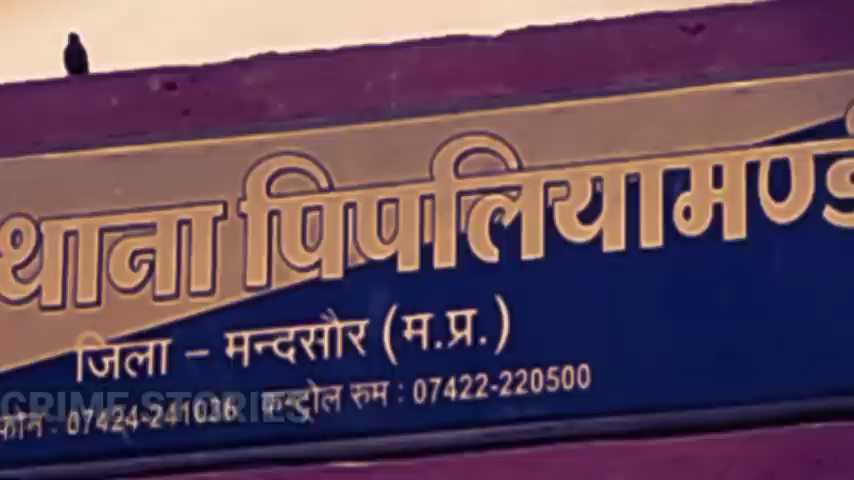 थाना पिपलियामण्डी
जिला – मन्दसौर (म.प्र.)
फोन : 07424-241036 कन्ट्रोल रुम : 07422-220500
CRIME STORIES